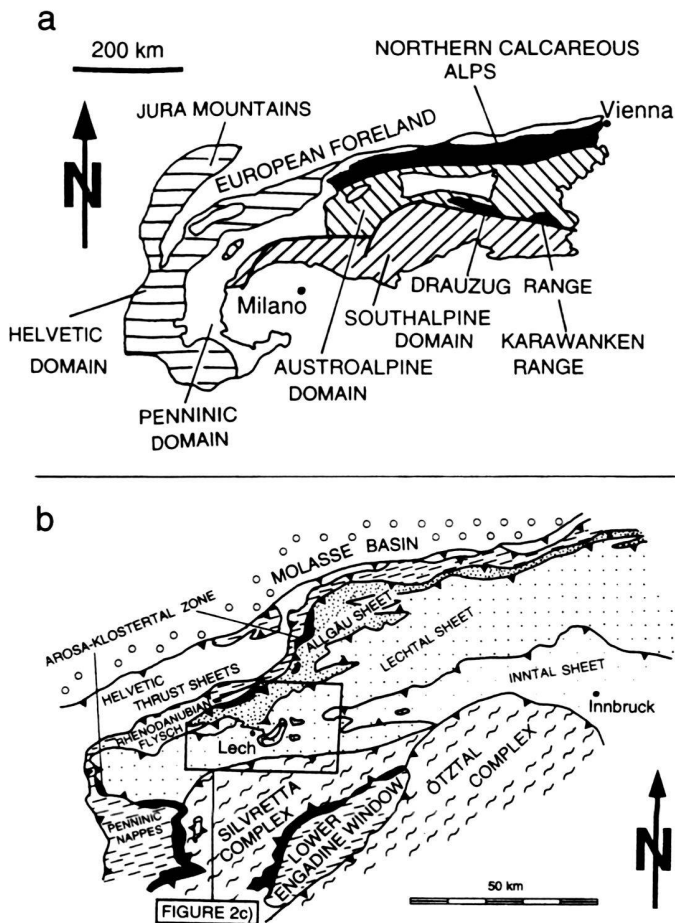 a
200 km
NORTHERN CALCAREOUS
ALPS
JURA MOUNTAINS
Vienna
EUROPEAN FORELAND
N
N
Milano
DRAUZUG RANGE
SOUTHALPINE
DOMAIN
HELVETIC
DOMAIN
KARAWANKEN
RANGE
AUSTROALPINE
DOMAIN
PENNINIC
DOMAIN
b
MOLASSE BASIN
AROSA-KLOSTERTAL ZONE
ALLGÄU SHEET
LECHTAL SHEET
HELVETIC
THRUST SHEETS
INNTAL SHEET
RHENODANUBIAN
FLYSCH
Innbruck
Lech
ÖTZTAL
COMPLEX
SILVRETTA
COMPLEX
PENNINIC
NAPPES
LOWER
ENGADINE WINDOW
N
50 km
FIGURE 2c)